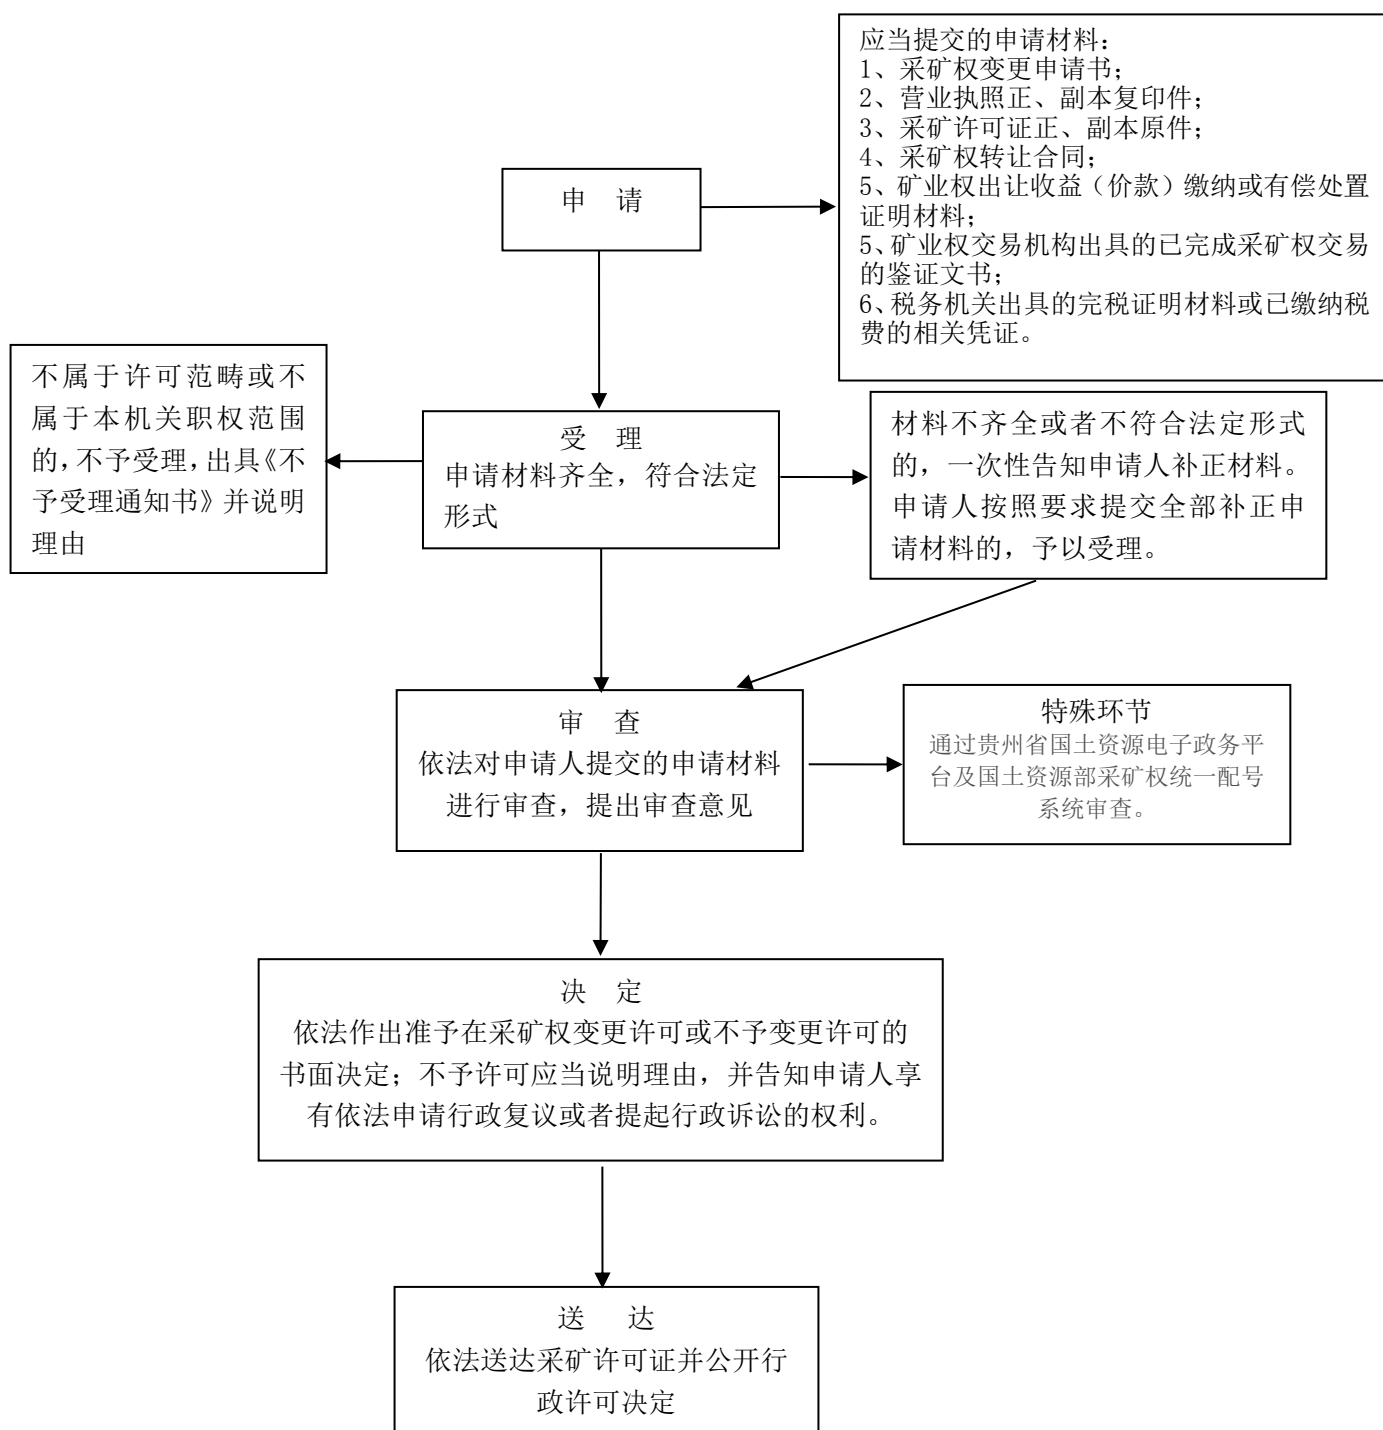 应当提交的申请材料：
1、采矿权变更申请书；
2、营业执照正、副本复印件；
3、采矿许可证正、副本原件；
4、采矿权转让合同；
5、矿业权出让收益（价款）缴纳或有偿处置
证明材料；
5、矿业权交易机构出具的已完成采矿权交易
的鉴证文书；
6、税务机关出具的完税证明材料或已缴纳税
费的相关凭证。
申 请
不属于许可范畴或不
属于本机关职权范围
的，不予受理，出具《不
予受理通知书》并说明
理由
受 理
申请材料齐全，符合法定
形式
材料不齐全或者不符合法定形式
的，一次性告知申请人补正材料。
申请人按照要求提交全部补正申
请材料的，予以受理。
审 查
依法对申请人提交的申请材料
进行审查，提出审查意见
特殊环节
通过贵州省国土资源电子政务平
台及国土资源部采矿权统一配号
系统审查。
决 定
依法作出准予在采矿权变更许可或不予变更许可的
书面决定；不予许可应当说明理由，并告知申请人享
有依法申请行政复议或者提起行政诉讼的权利。
送 达
依法送达采矿许可证并公开行
政许可决定